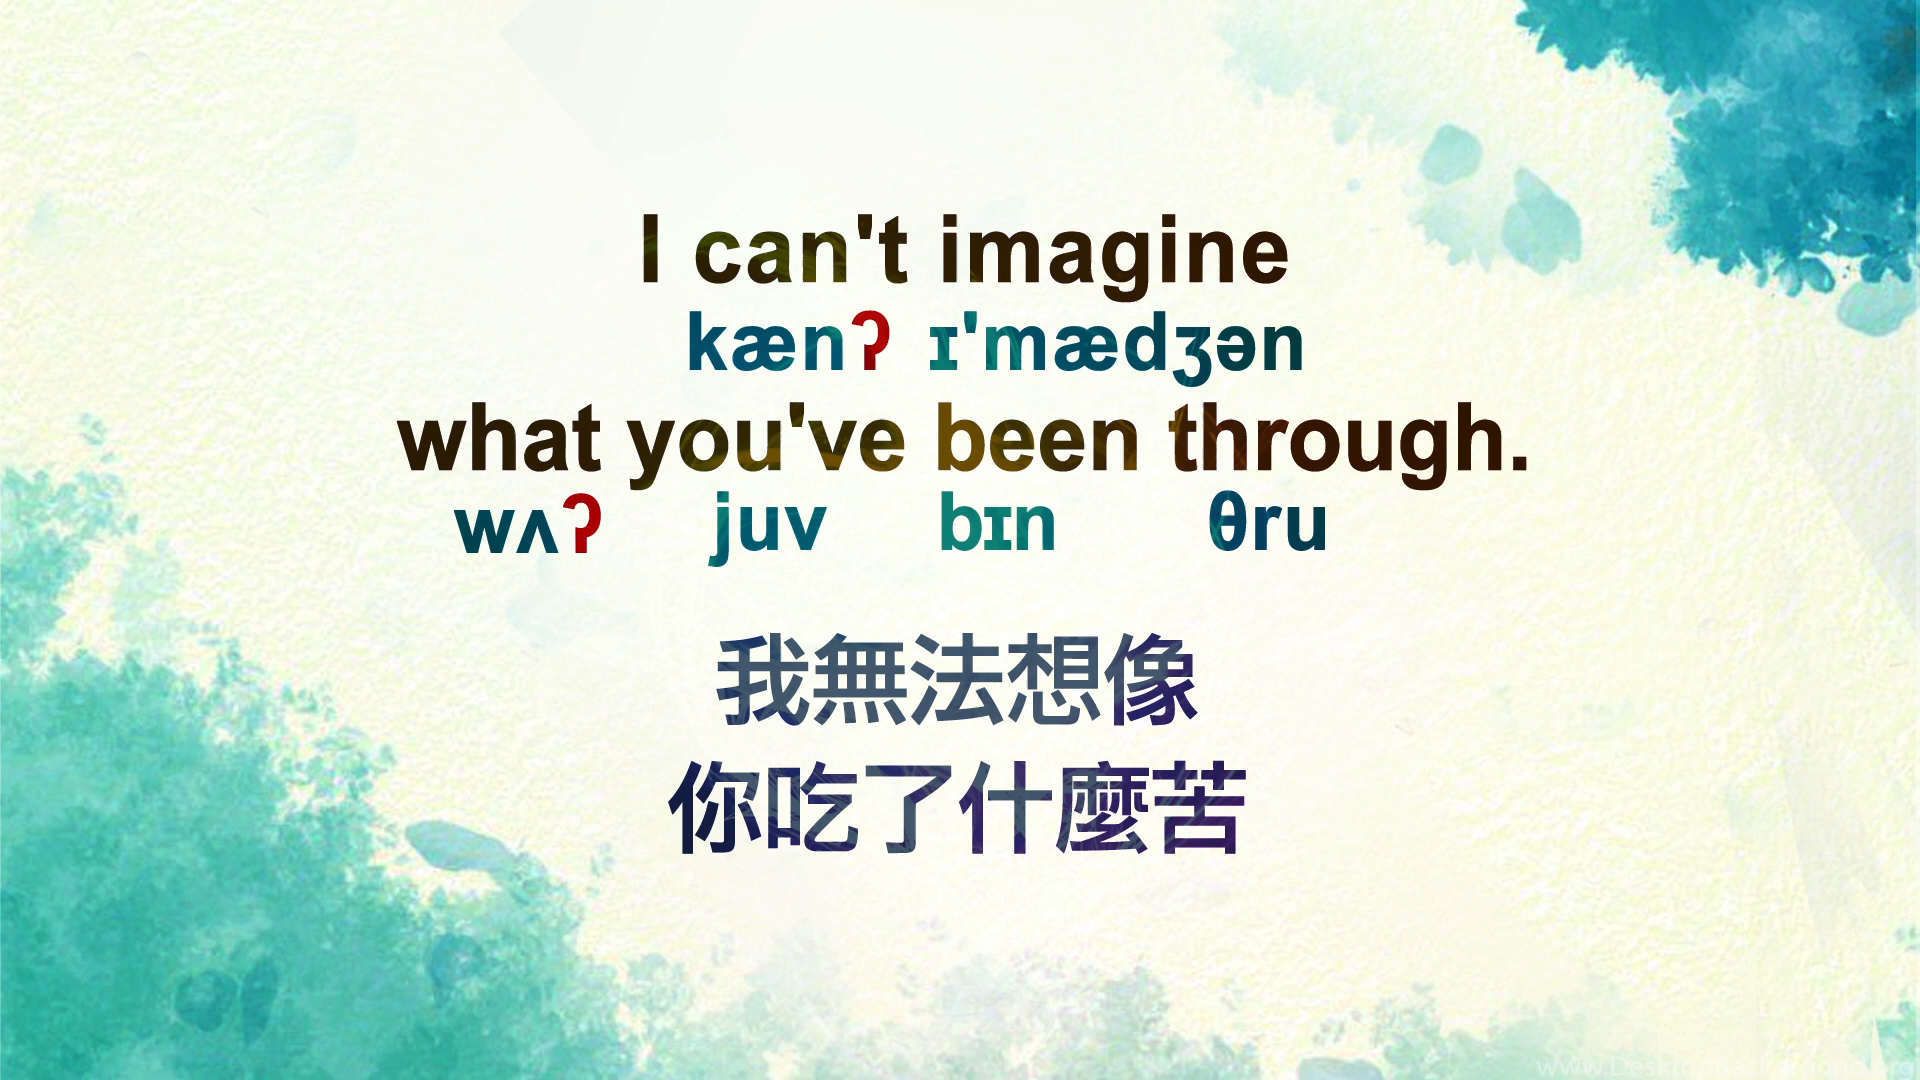 I can't imagine
kænʔ ɪ'mædʒən
what you've been through.
wʌʔ juv bɪn θru
我無法想像
你吃了什麼苦